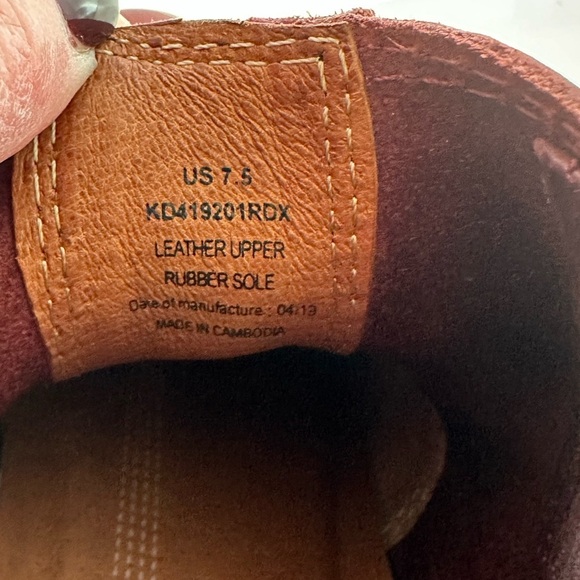 US 7.5
KD419201RDX
LEATHER UPPER
RUBBER SOLE
Date of manufacture : 04/13
MADE IN CAMBODIA